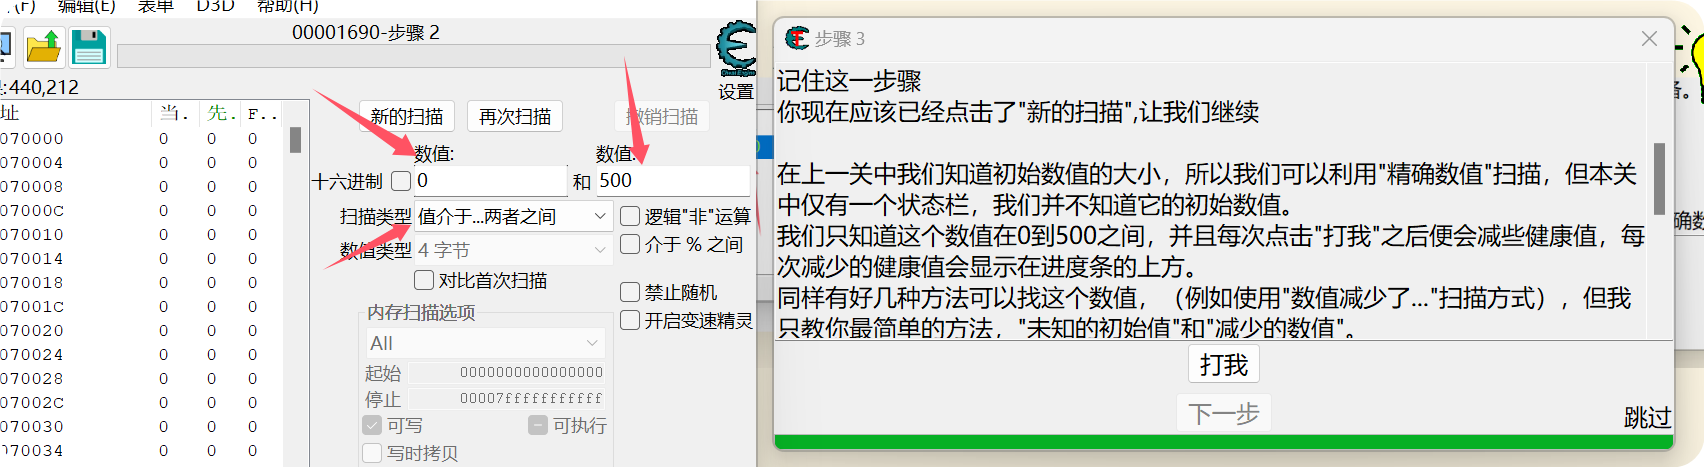 编辑(E) 表单 D3D 帮助(H)
00001690-步骤 2
:440,212
设置
址 当. 先. F..
070000 0 0 0
070004 0 0 0
070008 0 0 0
07000C 0 0 0
070010 0 0 0
070014 0 0 0
070018 0 0 0
07001C 0 0 0
070020 0 0 0
070024 0 0 0
070028 0 0 0
07002C 0 0 0
070030 0 0 0
070034 0 0 0
新的扫描 再次扫描 撤销扫描
数值: 数值:
十六进制 0 和 500
扫描类型 值介于...两者之间 逻辑"非"运算
数值类型 4 字节 介于 % 之间
对比首次扫描
禁止随机
内存扫描选项
开启变速精灵
All
起始 0000000000000000
停止 00007fffffffffff
可写 可执行
写时拷贝
步骤 3
记住这一步骤
你现在应该已经点击了"新的扫描",让我们继续
在上一关中我们知道初始数值的大小，所以我们可以利用"精确数值"扫描，但本关
中仅有一个状态栏，我们并不知道它的初始数值。
我们只知道这个数值在0到500之间，并且每次点击"打我"之后便会减些健康值，每
次减少的健康值会显示在进度条的上方。
同样有好几种方法可以找这个数值，（例如使用"数值减少了..."扫描方式），但我
只教你最简单的方法，"未知的初始值"和"减少的数值"。
打我
下一步
跳过
备。
确数